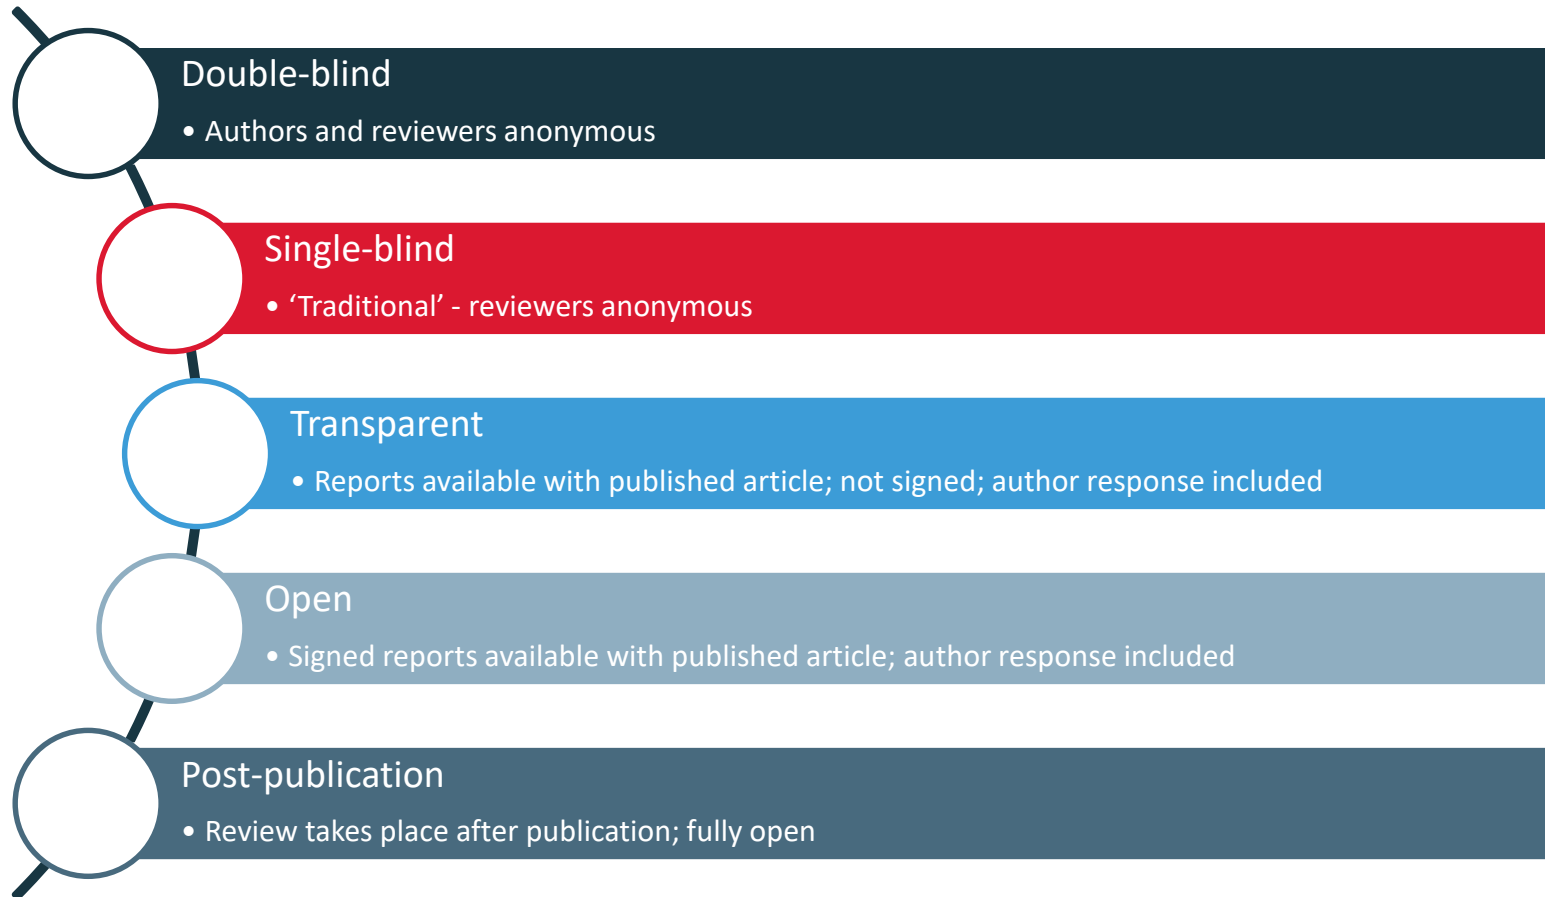 Double-blind
• Authors and reviewers anonymous
Single-blind
• ‘Traditional’ - reviewers anonymous
Transparent
• Reports available with published article; not signed; author response included
Open
• Signed reports available with published article; author response included
Post-publication
• Review takes place after publication; fully open